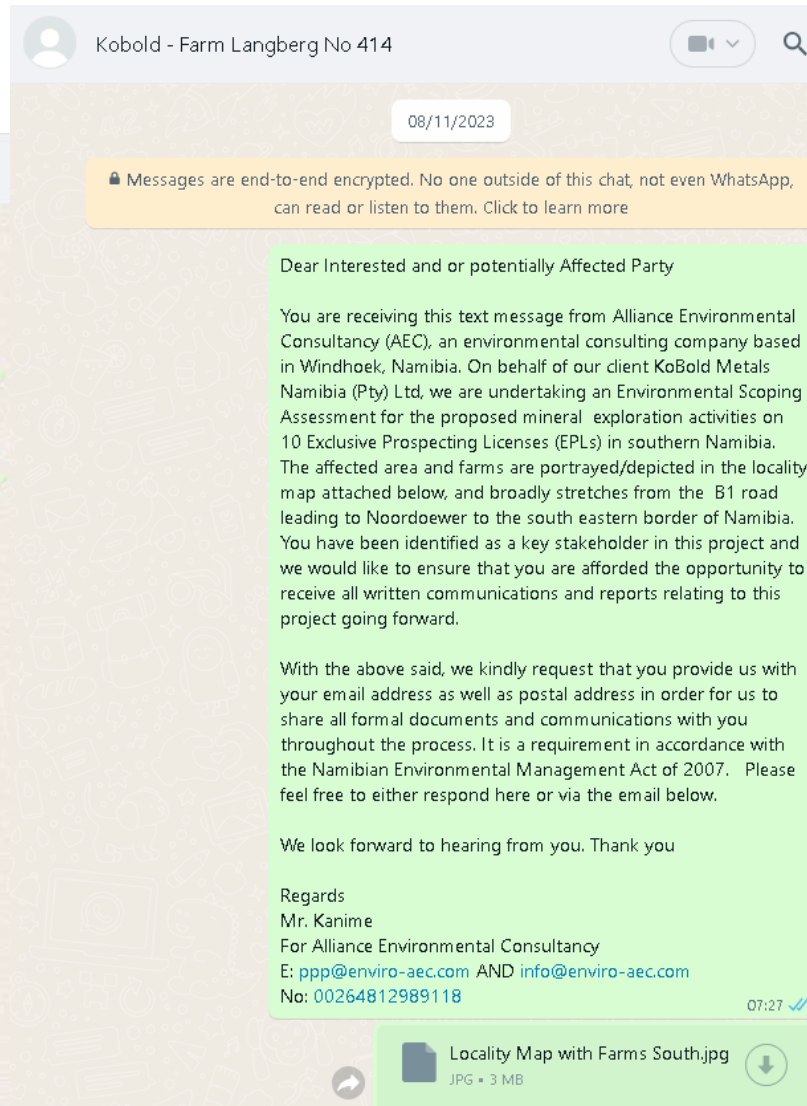 Kobold - Farm Langberg No 414
08/11/2023
Messages are end-to-end encrypted. No one outside of this chat, not even WhatsApp,
can read or listen to them. Click to learn more
Dear Interested and or potentially Affected Party
You are receiving this text message from Alliance Environmental
Consultancy (AEC), an environmental consulting company based
in Windhoek, Namibia. On behalf of our client KoBold Metals
Namibia (Pty) Ltd, we are undertaking an Environmental Scoping
Assessment for the proposed mineral  exploration activities on
10 Exclusive Prospecting Licenses (EPLs) in southern Namibia.
The affected area and farms are portrayed/depicted in the locality
map attached below, and broadly stretches from the  B1 road
leading to Noordoewer to the south eastern border of Namibia.
You have been identified as a key stakeholder in this project and
we would like to ensure that you are afforded the opportunity to
receive all written communications and reports relating to this
project going forward.
With the above said, we kindly request that you provide us with
your email address as well as postal address in order for us to
share all formal documents and communications with you
throughout the process. It is a requirement in accordance with
the Namibian Environmental Management Act of 2007.   Please
feel free to either respond here or via the email below.
We look forward to hearing from you. Thank you
Regards
Mr. Kanime
For Alliance Environmental Consultancy
E: ppp@enviro-aec.com AND info@enviro-aec.com
No: 00264812989118
07:27
Locality Map with Farms South.jpg
JPG • 3 MB